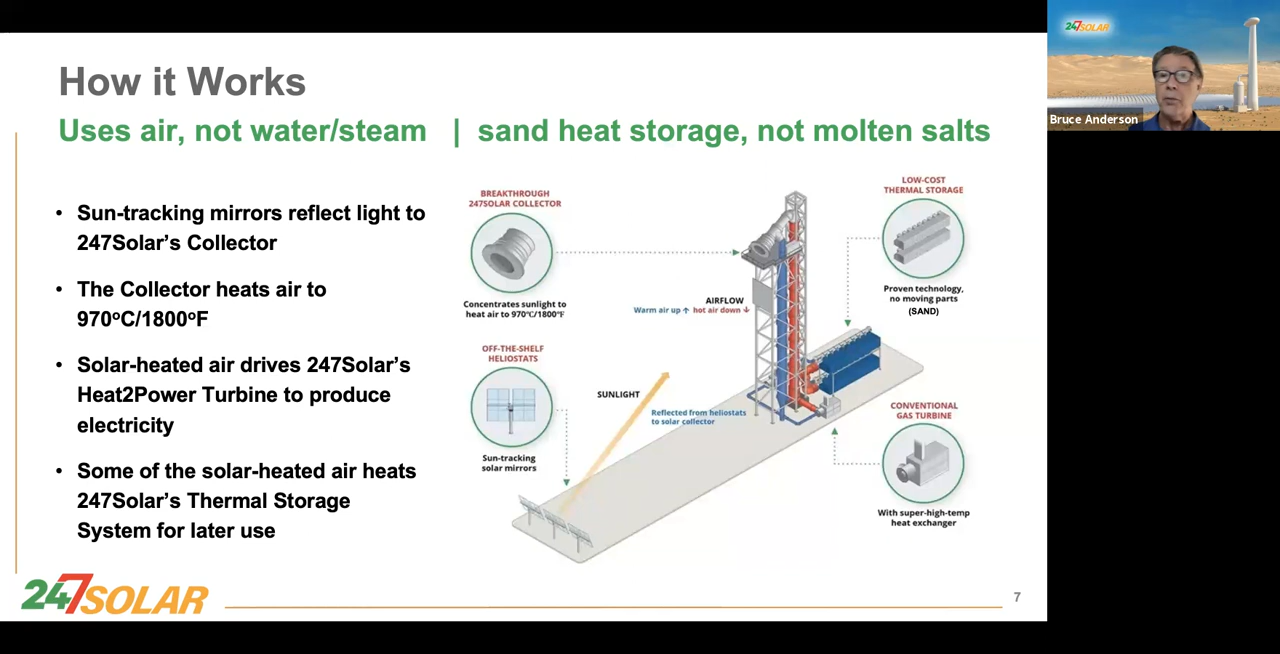 How it Works
Uses air, not water/steam | sand heat storage, not molten salts
• Sun-tracking mirrors reflect light to
247Solar's Collector
• The Collector heats air to
970ºC/1800ºF
• Solar-heated air drives 247Solar's
Heat2Power Turbine to produce
electricity
• Some of the solar-heated air heats
247Solar's Thermal Storage
System for later use
BREAKTHROUGH
247SOLAR COLLECTOR
Concentrates sunlight to
heat air to 970℃/1800℉
OFF-THE-SHELF
HELIOSTATS
Sun-tracking
solar mirrors
SUNLIGHT
Reflected from heliostats
to solar collector
AIRFLOW
Warm air up ↑ hot air down ↓
LOW-COST
THERMAL STORAGE
Proven technology,
no moving parts
(SAND)
CONVENTIONAL
GAS TURBINE
With super-high-temp
heat exchanger
247SOLAR
7
247SOLAR
Bruce Anderson